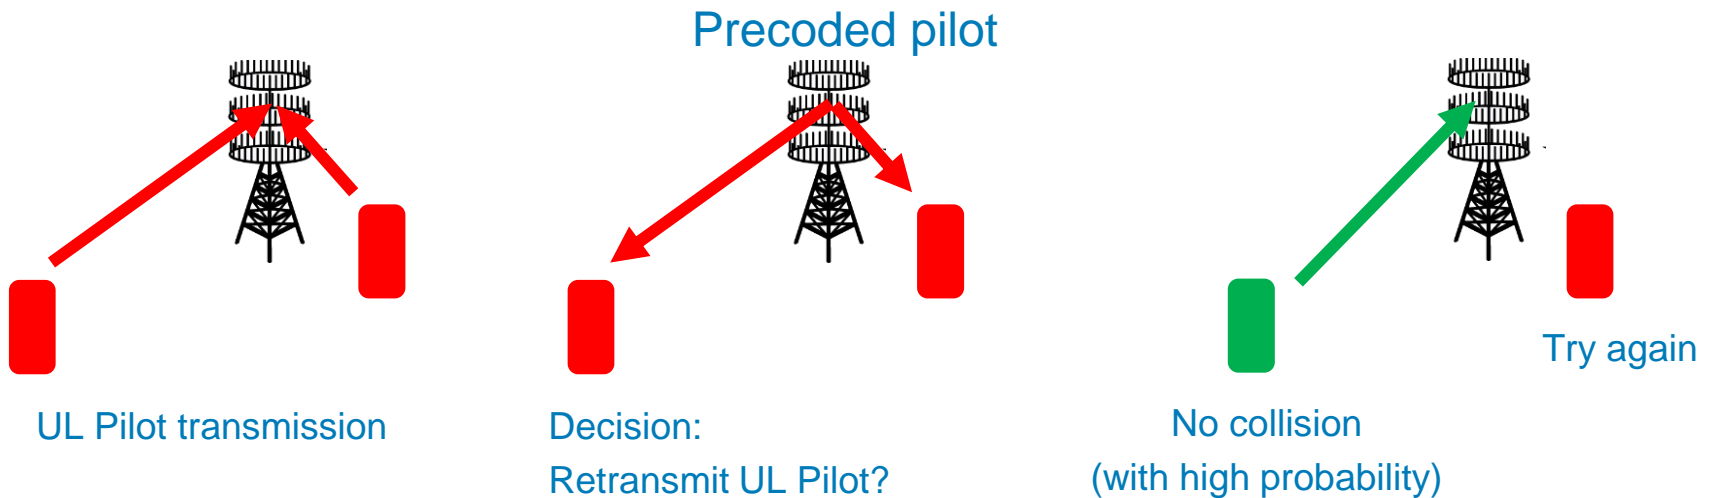 Precoded pilot
UL Pilot transmission
Decision:
Retransmit UL Pilot?
Try again
No collision
(with high probability)